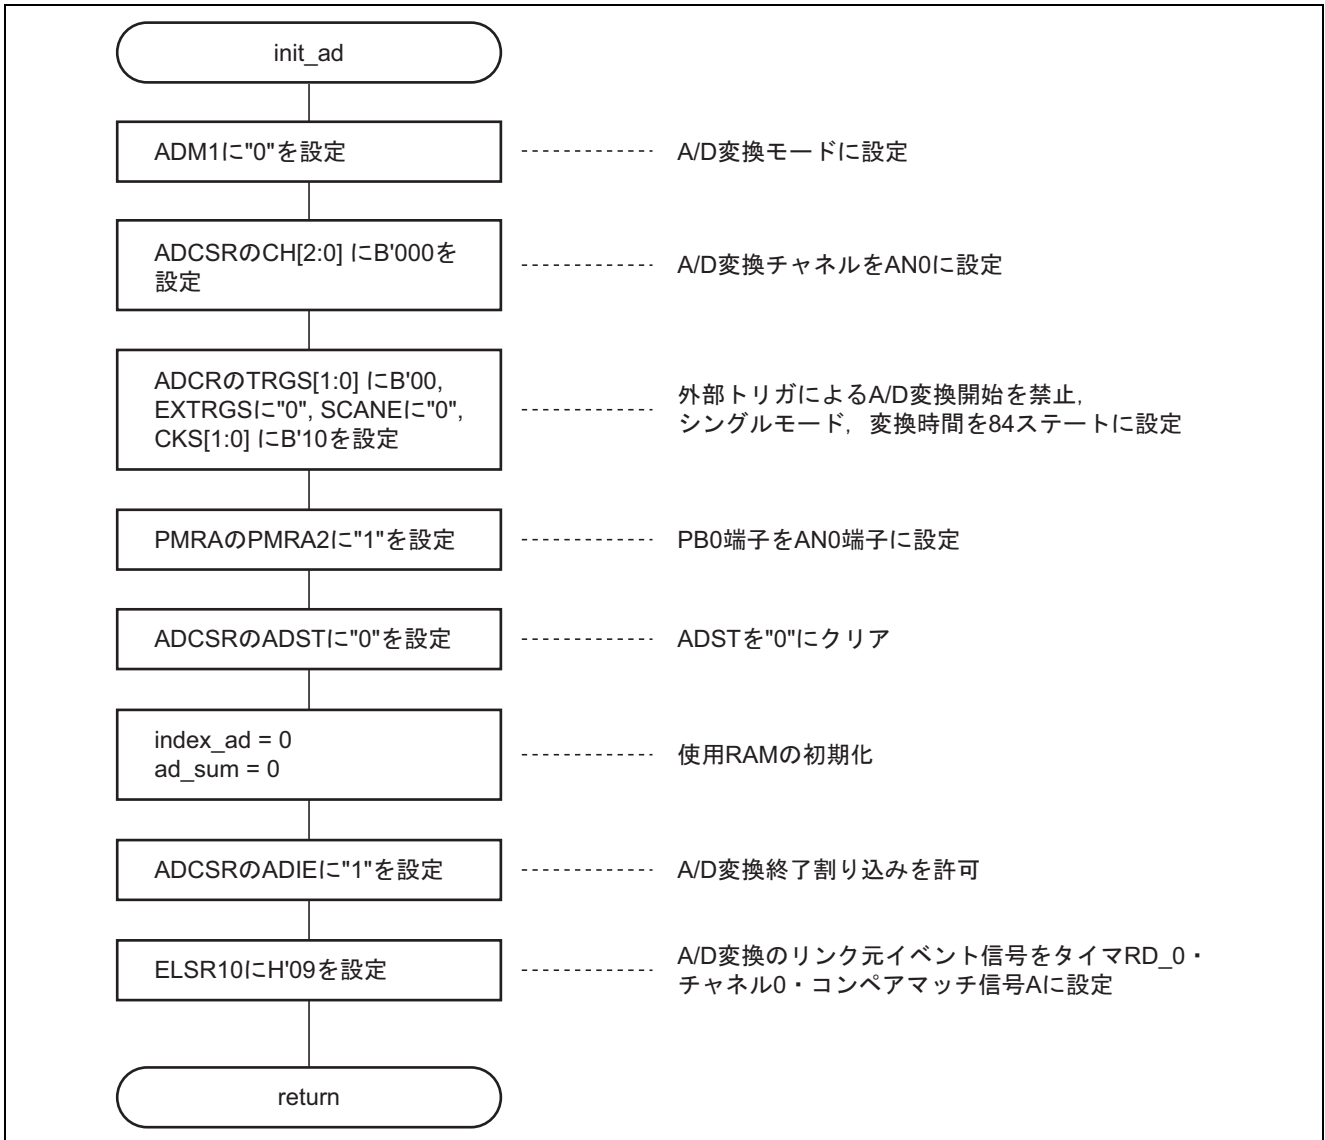 init_ad
ADM1に"0"を設定
A/D変換モードに設定
ADCSRのCH[2:0] にB'000を
設定
A/D変換チャネルをAN0に設定
ADCRのTRGS[1:0] にB'00,
EXTRGSに"0", SCANEに"0",
CKS[1:0] にB'10を設定
外部トリガによるA/D変換開始を禁止,
シングルモード，変換時間を84ステートに設定
PMRAのPMRA2に"1"を設定
PB0端子をAN0端子に設定
ADCSRのADSTに"0"を設定
ADSTを"0"にクリア
index_ad = 0
ad_sum = 0
使用RAMの初期化
ADCSRのADIEに"1"を設定
A/D変換終了割り込みを許可
ELSR10にH'09を設定
A/D変換のリンク元イベント信号をタイマRD_0・
チャネル0・コンペアマッチ信号Aに設定
return